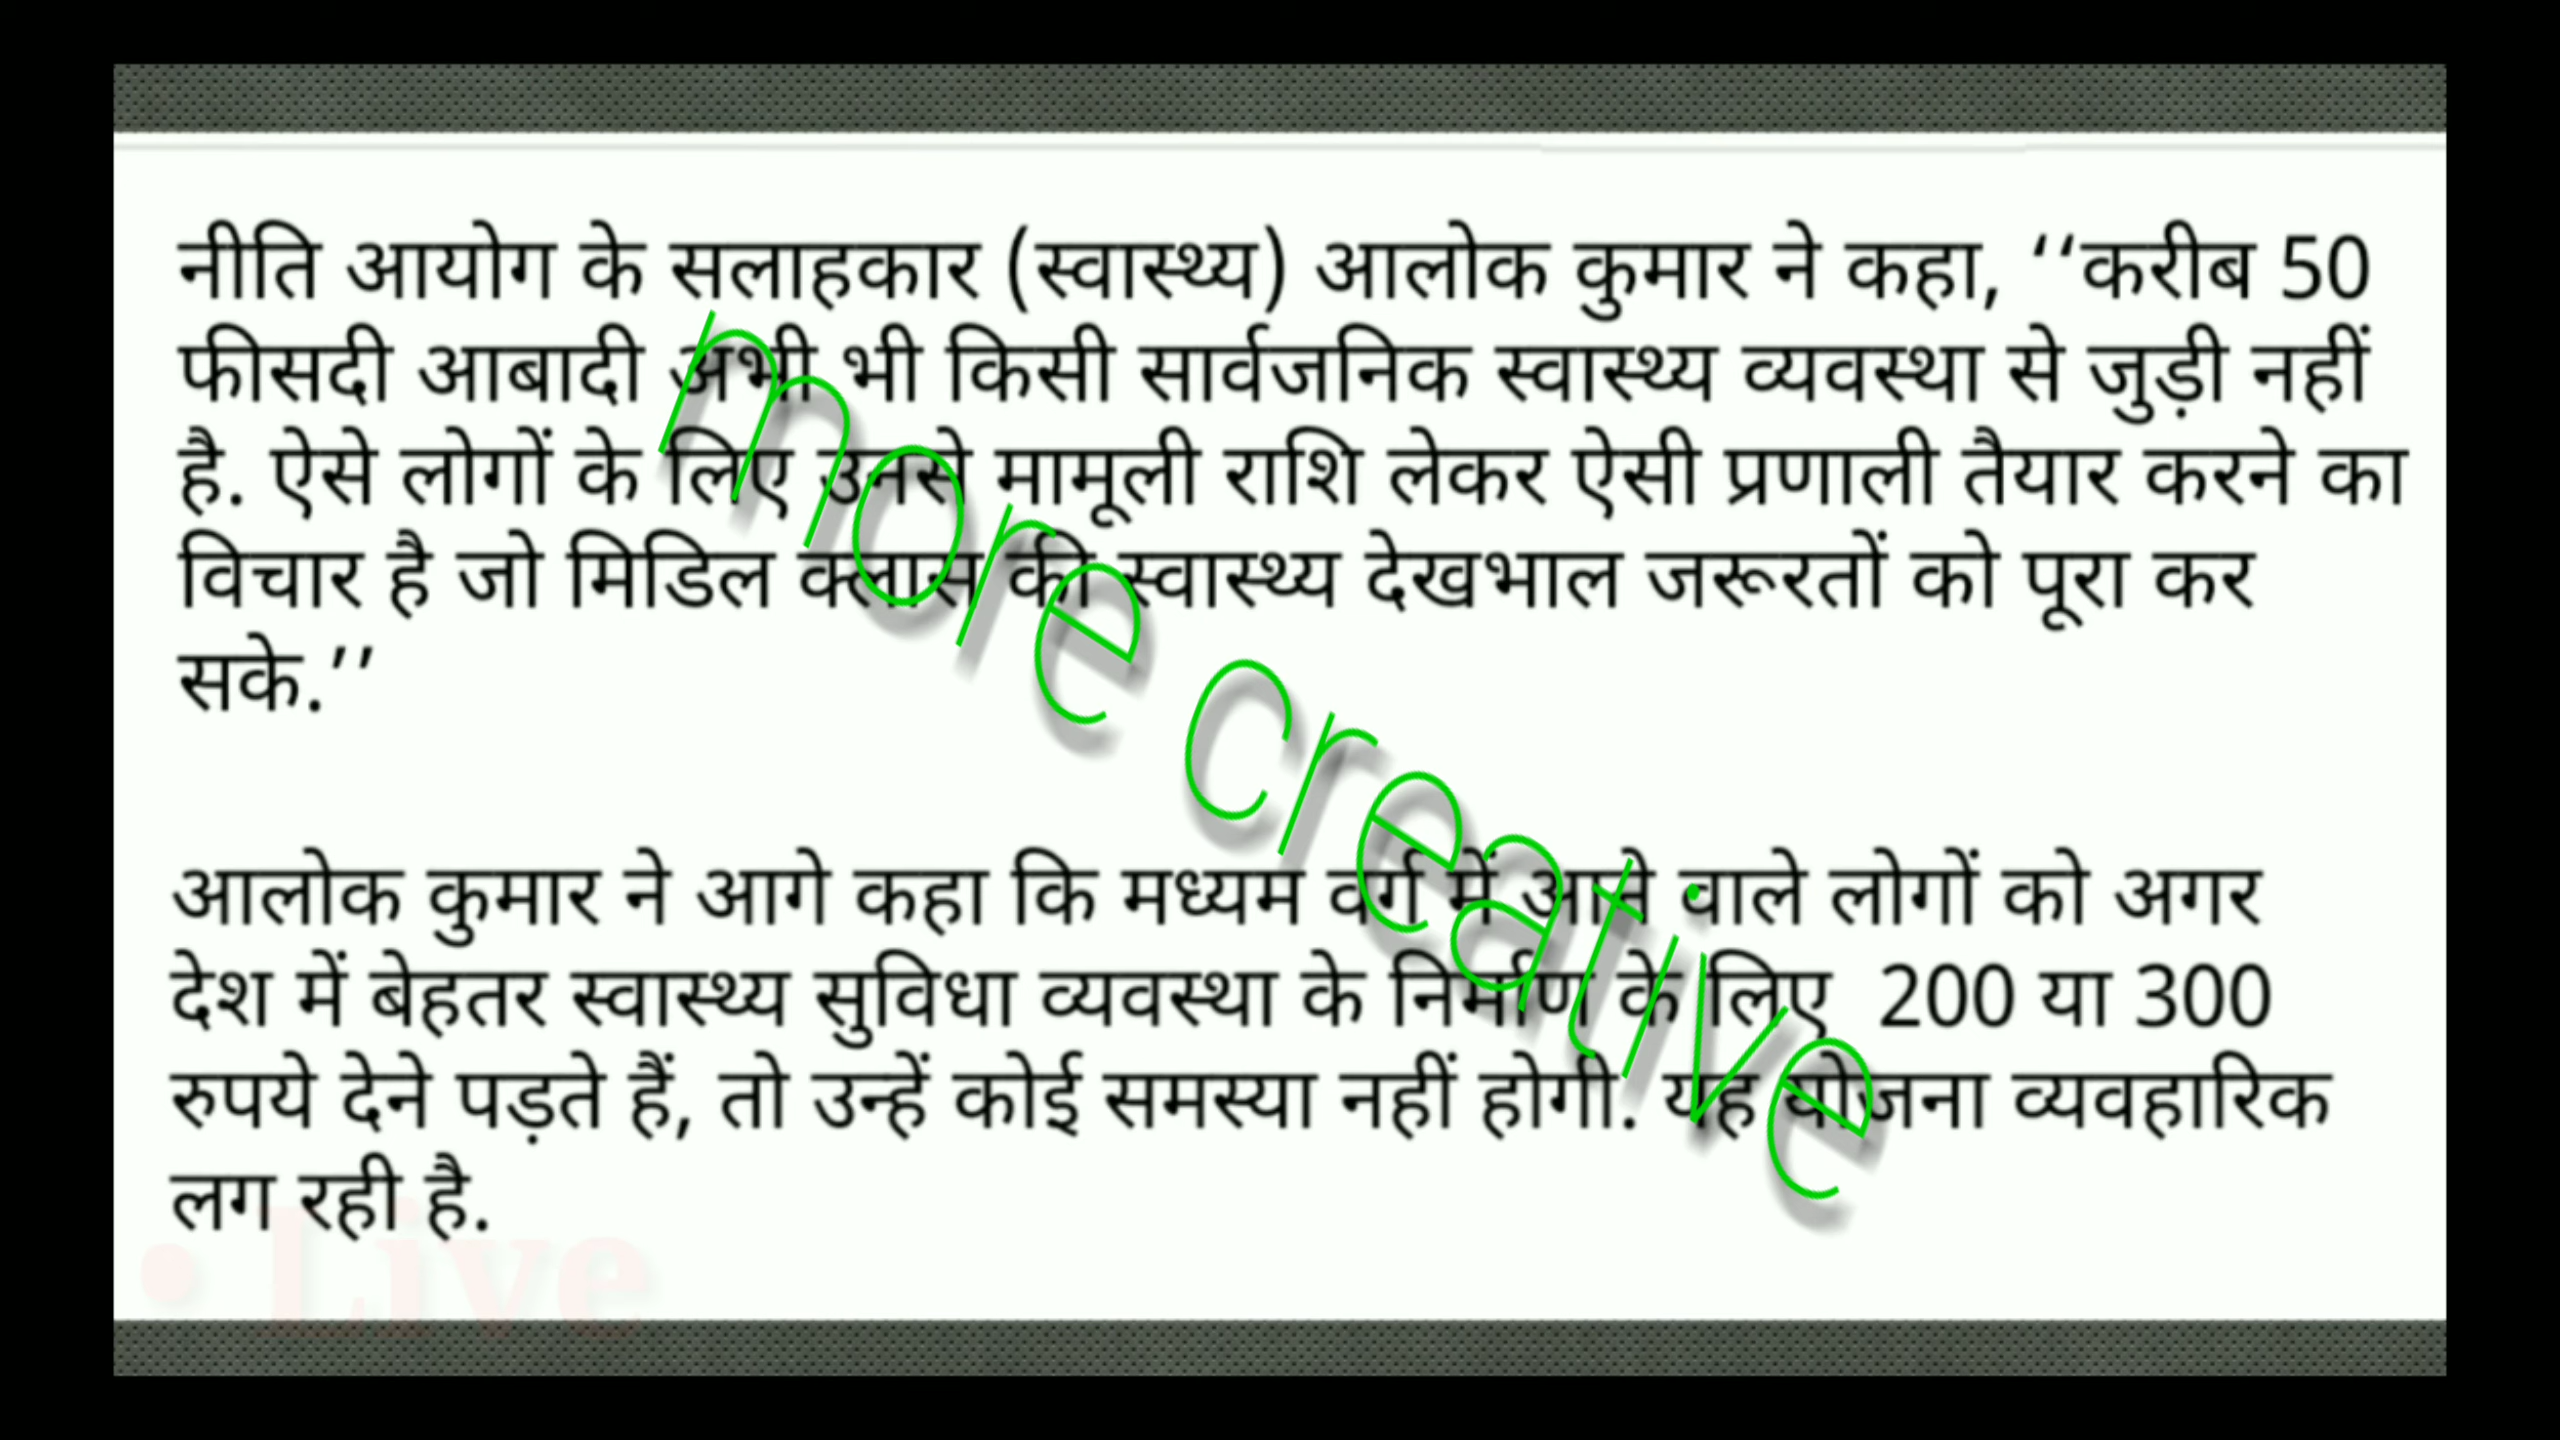 नीति आयोग के सलाहकार (स्वास्थ्य) आलोक कुमार ने कहा, ‘‘करीब 50
फीसदी आबादी अभी भी किसी सार्वजनिक स्वास्थ्य व्यवस्था से जुड़ी नहीं
है. ऐसे लोगों के लिए उनसे मामूली राशि लेकर ऐसी प्रणाली तैयार करने का
विचार है जो मिडिल क्लास की स्वास्थ्य देखभाल जरूरतों को पूरा कर
सके.’’
more creative
आलोक कुमार ने आगे कहा कि मध्यम वर्ग में आने वाले लोगों को अगर
देश में बेहतर स्वास्थ्य सुविधा व्यवस्था के निर्माण के लिए 200 या 300
रुपये देने पड़ते हैं, तो उन्हें कोई समस्या नहीं होगी. यह योजना व्यवहारिक
लग रही है.
• Live